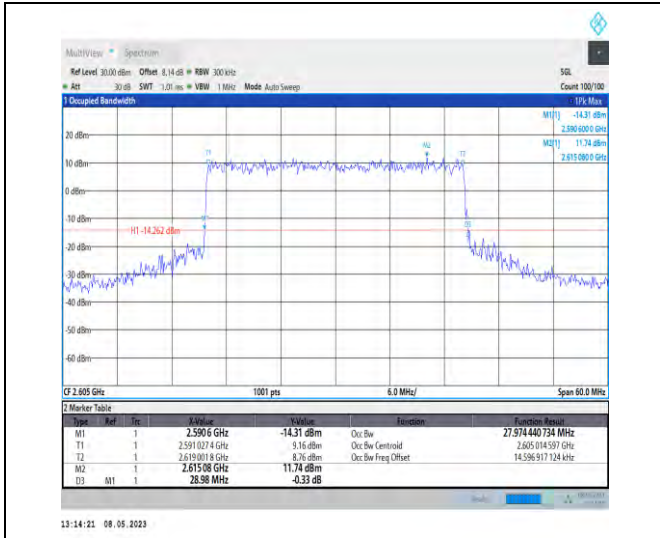 MultiView Spectrum
Ref Level 30.00 dBm Offset 8.14 dB RBW 300 kHz SGL
Att 30 dB SWT 1.01 ms VBW 1 MHz Mode Auto Sweep Count 100/100
1 Occupied Bandwidth 1Pk Max
M1[1] -14.31 dBm
2.590 600 0 GHz
M2[1] 11.74 dBm
2.615 080 0 GHz
20 dBm
M2
T1
T2
10 dBm
0 dBm
-10 dBm
H1 -14.262 dBm
-20 dBm
-30 dBm
-40 dBm
-50 dBm
-60 dBm
CF 2.605 GHz 1001 pts 6.0 MHz/ Span 60.0 MHz
2 Marker Table
Type Ref Trc X-Value Y-Value Function Function Result
M1 1 2.590 6 GHz -14.31 dBm Occ Bw 27.974 440 734 MHz
T1 1 2.591 027 4 GHz 9.16 dBm Occ Bw Centroid 2.605 014 597 GHz
T2 1 2.619 001 8 GHz 8.76 dBm Occ Bw Freq Offset 14.596 917 124 kHz
M2 1 2.615 08 GHz 11.74 dBm
D3 M1 1 28.98 MHz -0.33 dB
13:14:21 08.05.2023